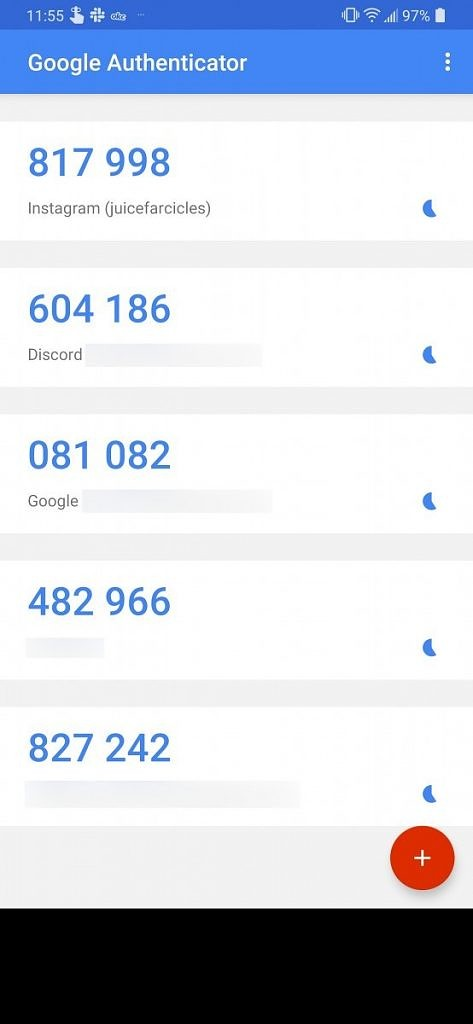 11:55 97%
Google Authenticator
817 998
Instagram (juicefarcicles)
604 186
Discord
081 082
Google
482 966
827 242
+